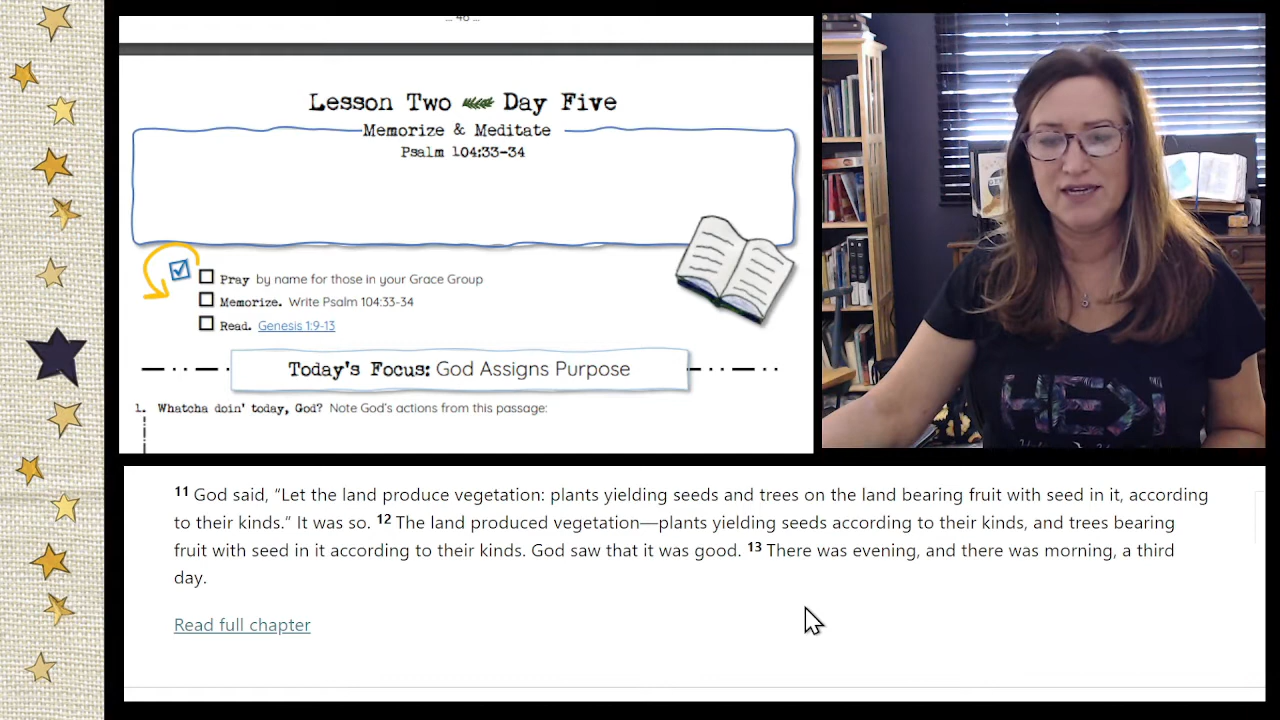 ... 46 ...
Lesson Two Day Five
Memorize & Meditate
Psalm 104:33-34
Pray by name for those in your Grace Group
Memorize. Write Psalm 104:33-34
Read. Genesis 1:9-13
Today's Focus: God Assigns Purpose
1. Whatcha doin' today, God? Note God's actions from this passage:
11 God said, “Let the land produce vegetation: plants yielding seeds and trees on the land bearing fruit with seed in it, according
to their kinds.” It was so. 12 The land produced vegetation—plants yielding seeds according to their kinds, and trees bearing
fruit with seed in it according to their kinds. God saw that it was good. 13 There was evening, and there was morning, a third
day.
Read full chapter